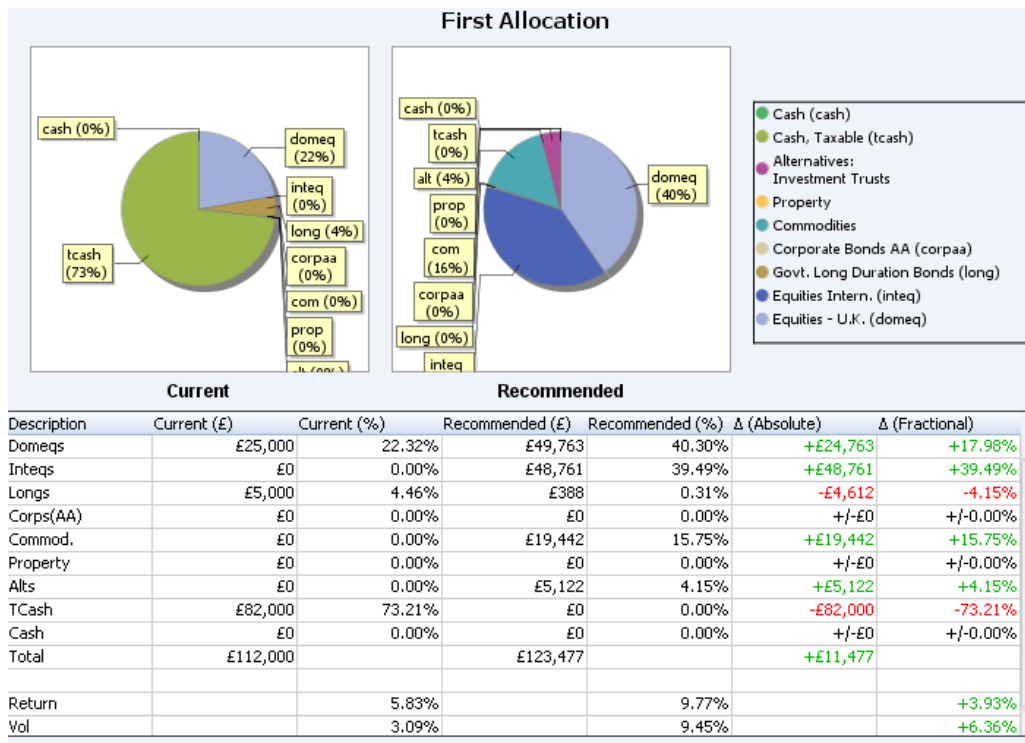 First Allocation
cash (0%)
domeq
(22%)
inteq
(0%)
long (4%)
corpaa
(0%)
com (0%)
prop
(0%)
tcash
(73%)
cash (0%)
tcash
(0%)
alt (4%)
prop
(0%)
com
(16%)
corpaa
(0%)
long (0%)
inteq
domeq
(40%)
Cash (cash)
Cash, Taxable (tcash)
Alternatives:
Investment Trusts
Property
Commodities
Corporate Bonds AA (corpaa)
Govt. Long Duration Bonds (long)
Equities Intern. (inteq)
Equities - U.K. (domeq)
Current Recommended
Description Current (£) Current (%) Recommended (£) Recommended (%) Δ (Absolute) Δ (Fractional)
Domeqs £25,000 22.32% £49,763 40.30% +£24,763 +17.98%
Inteqs £0 0.00% £48,761 39.49% +£48,761 +39.49%
Longs £5,000 4.46% £388 0.31% -£4,612 -4.15%
Corps(AA) £0 0.00% £0 0.00% +/-£0 +/-0.00%
Commod. £0 0.00% £19,442 15.75% +£19,442 +15.75%
Property £0 0.00% £0 0.00% +/-£0 +/-0.00%
Alts £0 0.00% £5,122 4.15% +£5,122 +4.15%
TCash £82,000 73.21% £0 0.00% -£82,000 -73.21%
Cash £0 0.00% £0 0.00% +/-£0 +/-0.00%
Total £112,000 £123,477 +£11,477
Return 5.83% 9.77% +3.93%
Vol 3.09% 9.45% +6.36%